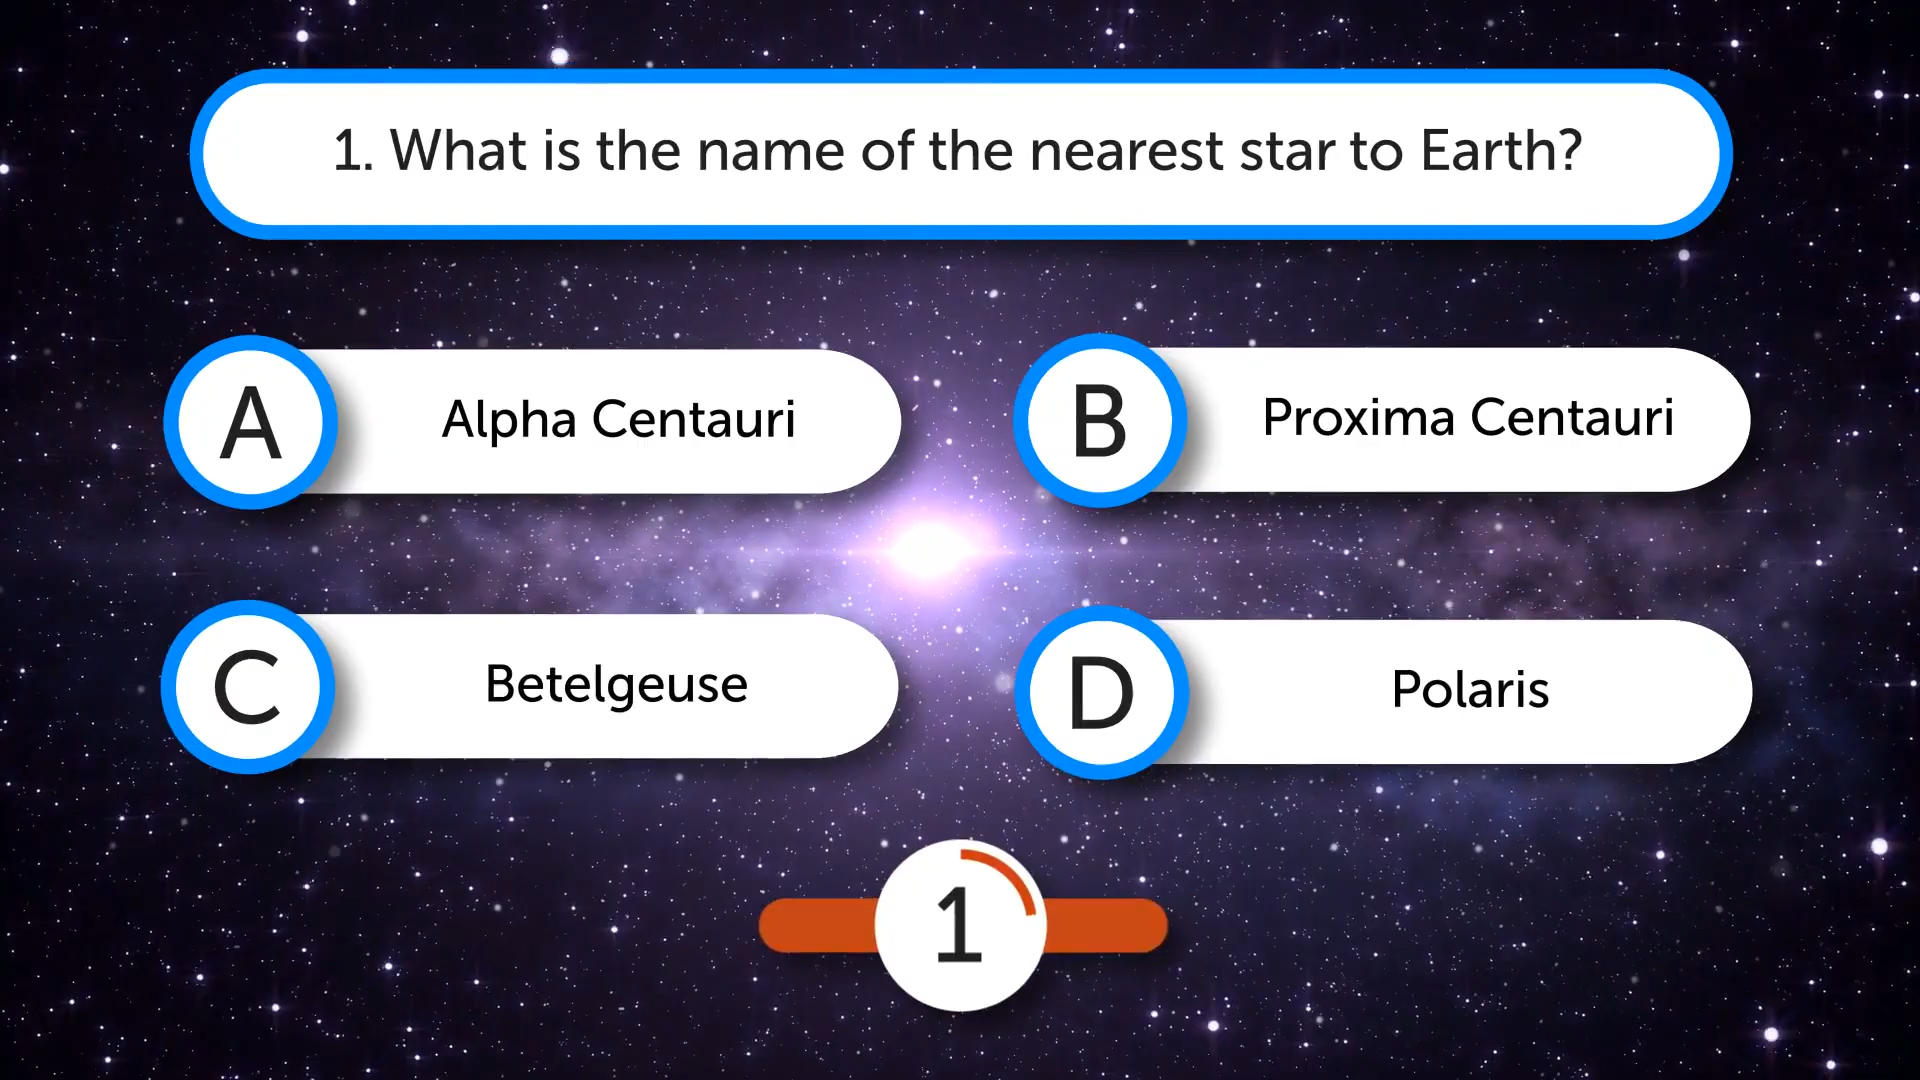 1. What is the name of the nearest star to Earth?
A Alpha Centauri
B Proxima Centauri
C Betelgeuse
D Polaris
1